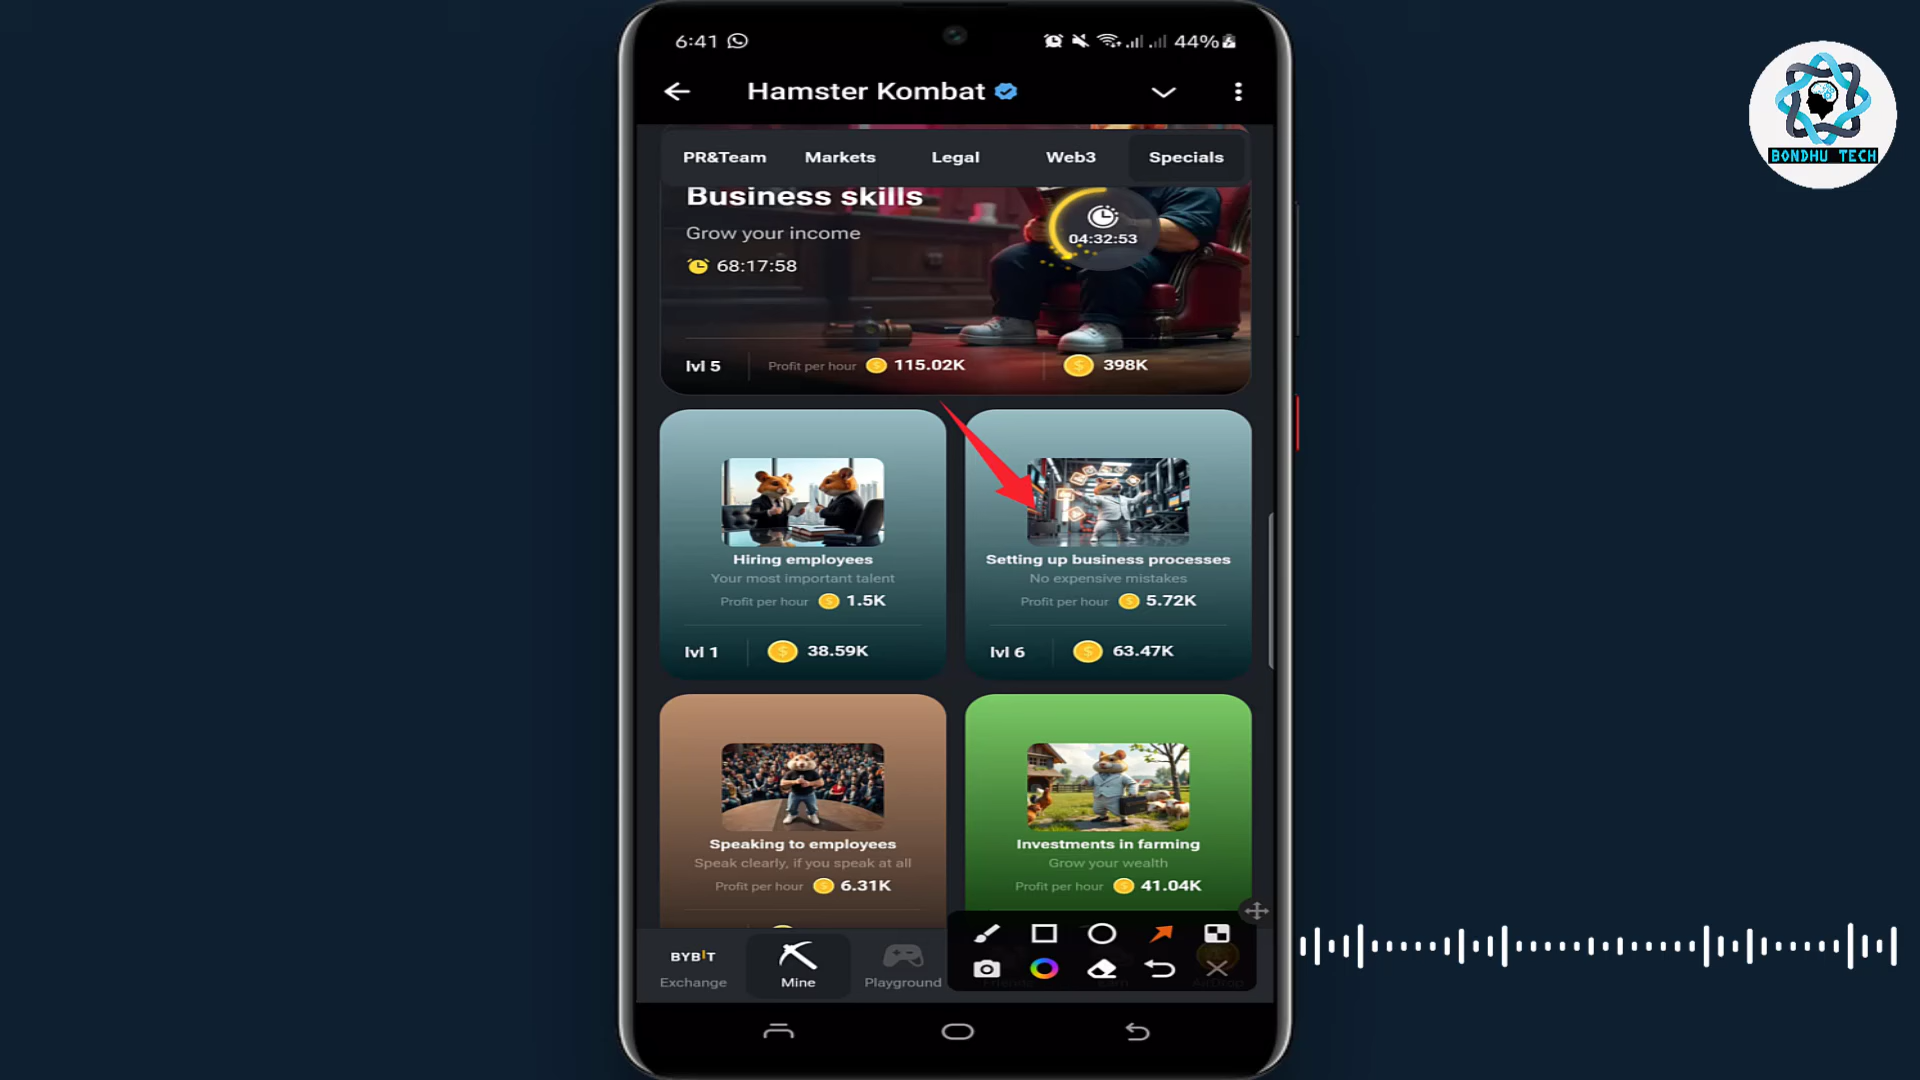 6:41
44%
Hamster Kombat
PR&Team Markets Legal Web3 Specials
Business skills
Grow your income
04:32:53
68:17:58
lvl 5 Profit per hour 115.02K 398K
Hiring employees
Your most important talent
Profit per hour 1.5K
lvl 1 38.59K
Setting up business processes
No expensive mistakes
Profit per hour 5.72K
lvl 6 63.47K
Speaking to employees
Speak clearly, if you speak at all
Profit per hour 6.31K
Investments in farming
Grow your wealth
Profit per hour 41.04K
BYBIT
Exchange Mine Playground Friends Earn AirDrop
BONDHU TECH